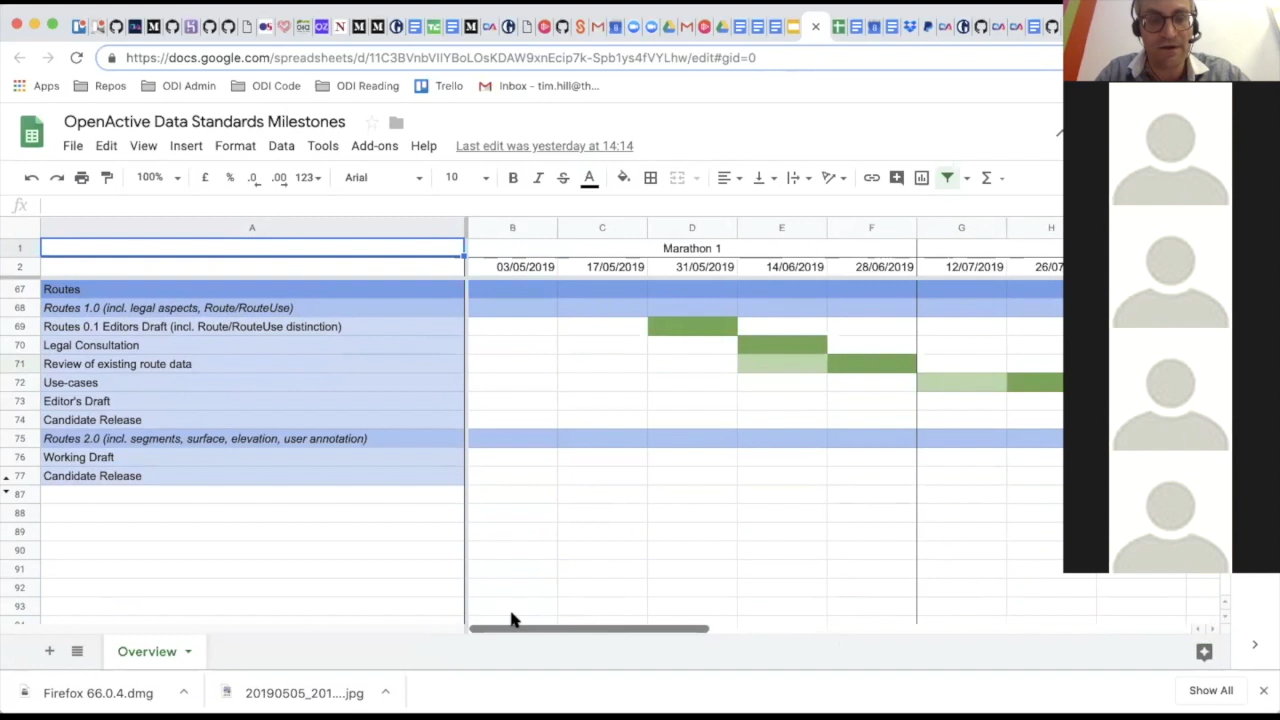 https://docs.google.com/spreadsheets/d/11C3BVnbVIIYBoLOsKDAW9xnEcip7k-Spb1ys4fVYLhw/edit#gid=0
Apps Repos ODI Admin ODI Code ODI Reading Trello Inbox - tim.hill@th...
OpenActive Data Standards Milestones
File Edit View Insert Format Data Tools Add-ons Help Last edit was yesterday at 14:14
100% £ % .0 .00 123 Arial 10 B I S A
fx
A B C D E F G H
1 Marathon 1
2 03/05/2019 17/05/2019 31/05/2019 14/06/2019 28/06/2019 12/07/2019 26/07
67 Routes
68 Routes 1.0 (incl. legal aspects, Route/RouteUse)
69 Routes 0.1 Editors Draft (incl. Route/RouteUse distinction)
70 Legal Consultation
71 Review of existing route data
72 Use-cases
73 Editor's Draft
74 Candidate Release
75 Routes 2.0 (incl. segments, surface, elevation, user annotation)
76 Working Draft
77 Candidate Release
87
88
89
90
91
92
93
Overview
Firefox 66.0.4.dmg 20190505_201....jpg Show All